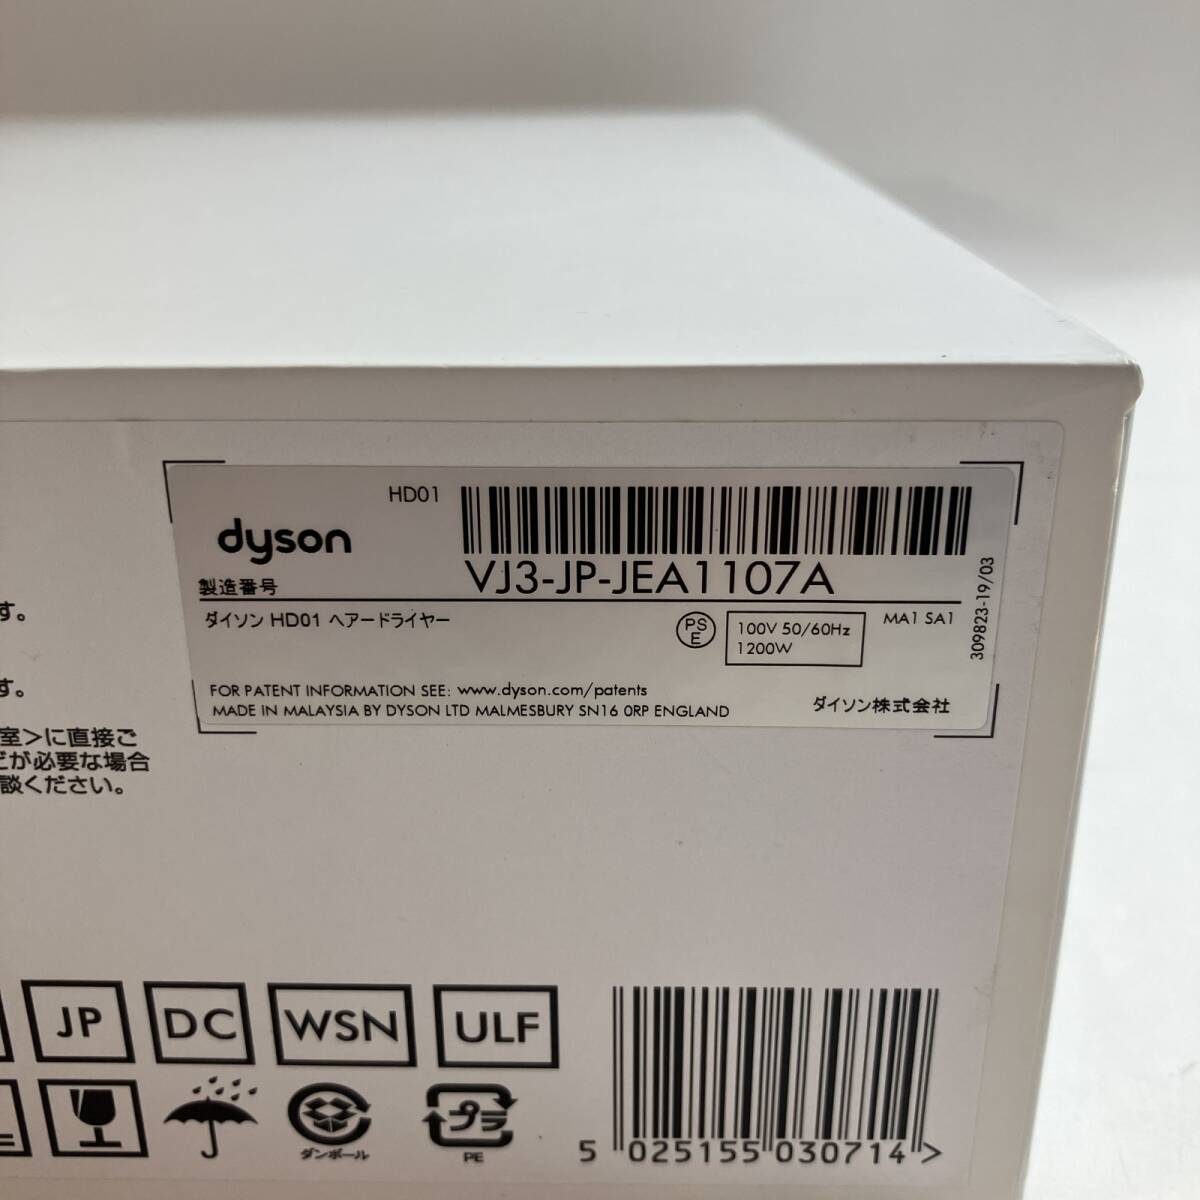 HD01
dyson
製造番号
VJ3-JP-JEA1107A
ダイソン HD01 ヘアードライヤー
PS
E
100V 50/60Hz
1200W
MA1 SA1
309823-19/03
FOR PATENT INFORMATION SEE: www.dyson.com/patents
MADE IN MALAYSIA BY DYSON LTD MALMESBURY SN16 0RP ENGLAND
ダイソン株式会社
す。
す。
室>に直接ご
が必要な場合
談ください。
JP
DC
WSN
ULF
ダンボール
プラ
PE
5 025155 030714 >